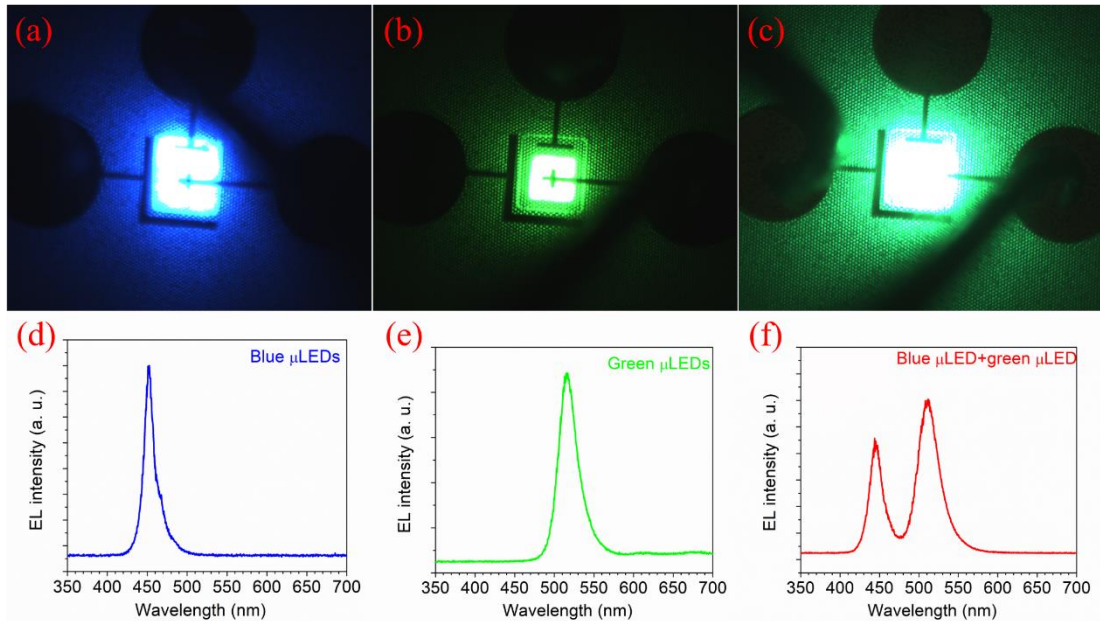 (a)
(b)
(c)
(d)
Blue μLEDs
EL intensity (a. u.)
350 400 450 500 550 600 650 700
Wavelength (nm)
(e)
Green μLEDs
EL intensity (a. u.)
350 400 450 500 550 600 650 700
Wavelength (nm)
(f)
Blue μLED+green μLED
EL intensity (a. u.)
350 400 450 500 550 600 650 700
Wavelength (nm)